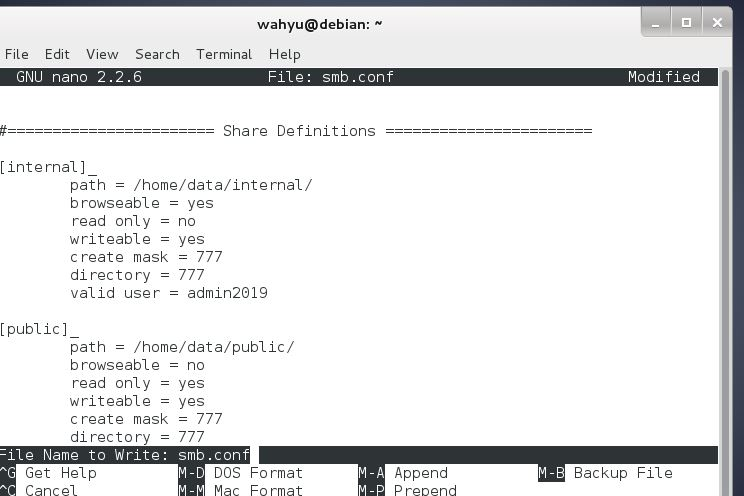 wahyu@debian: ~
File Edit View Search Terminal Help
GNU nano 2.2.6 File: smb.conf Modified
#======================= Share Definitions =======================
[internal]_
path = /home/data/internal/
browseable = yes
read only = no
writeable = yes
create mask = 777
directory = 777
valid user = admin2019
[public]_
path = /home/data/public/
browseable = no
read only = yes
writeable = yes
create mask = 777
directory = 777
File Name to Write: smb.conf
^G Get Help M-D DOS Format M-A Append M-B Backup File
^C Cancel M-M Mac Format M-P Prepend